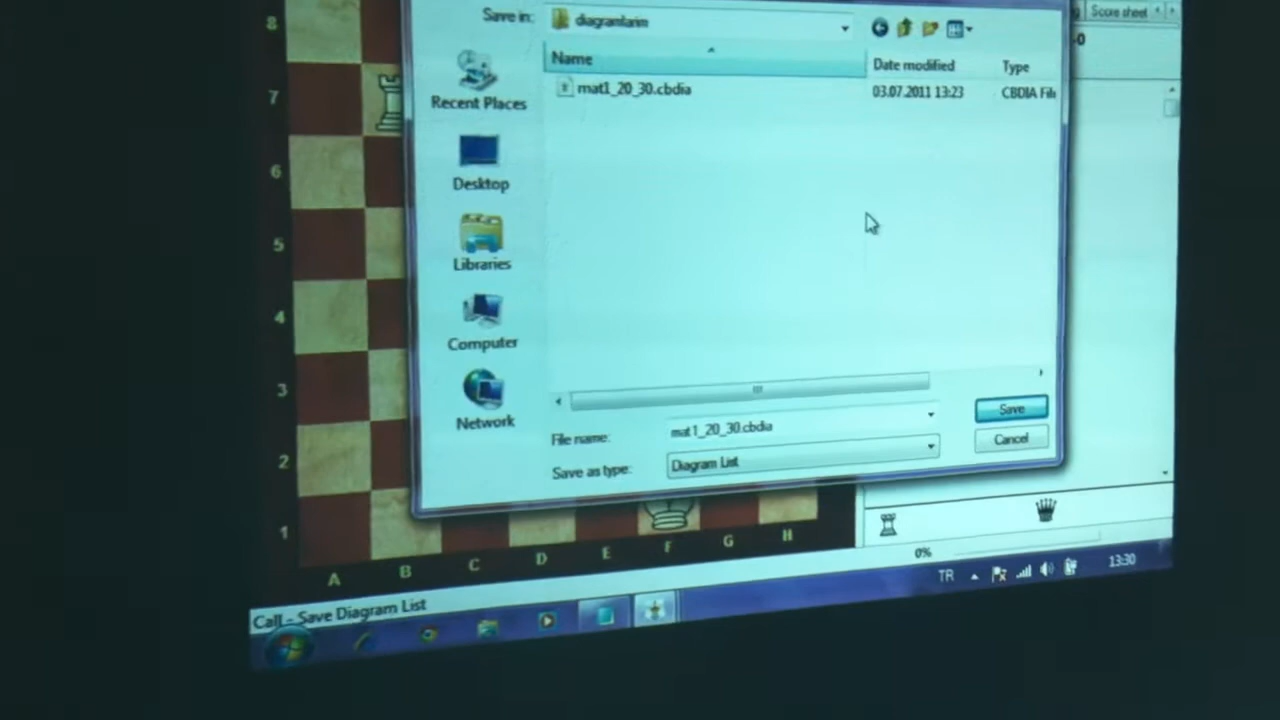 Save in:
diagramlarim
Score sheet
-0
Name
Date modified
Type
mat1_20_30.cbdia
03.07.2011 13:23
CBDIA File
Recent Places
Desktop
Libraries
Computer
Network
File name:
mat1_20_30.cbdia
Save
Save as type:
Diagram List
Cancel
8
7
6
5
4
3
2
1
A
B
C
D
E
F
G
H
0%
TR
13:30
Call - Save Diagram List